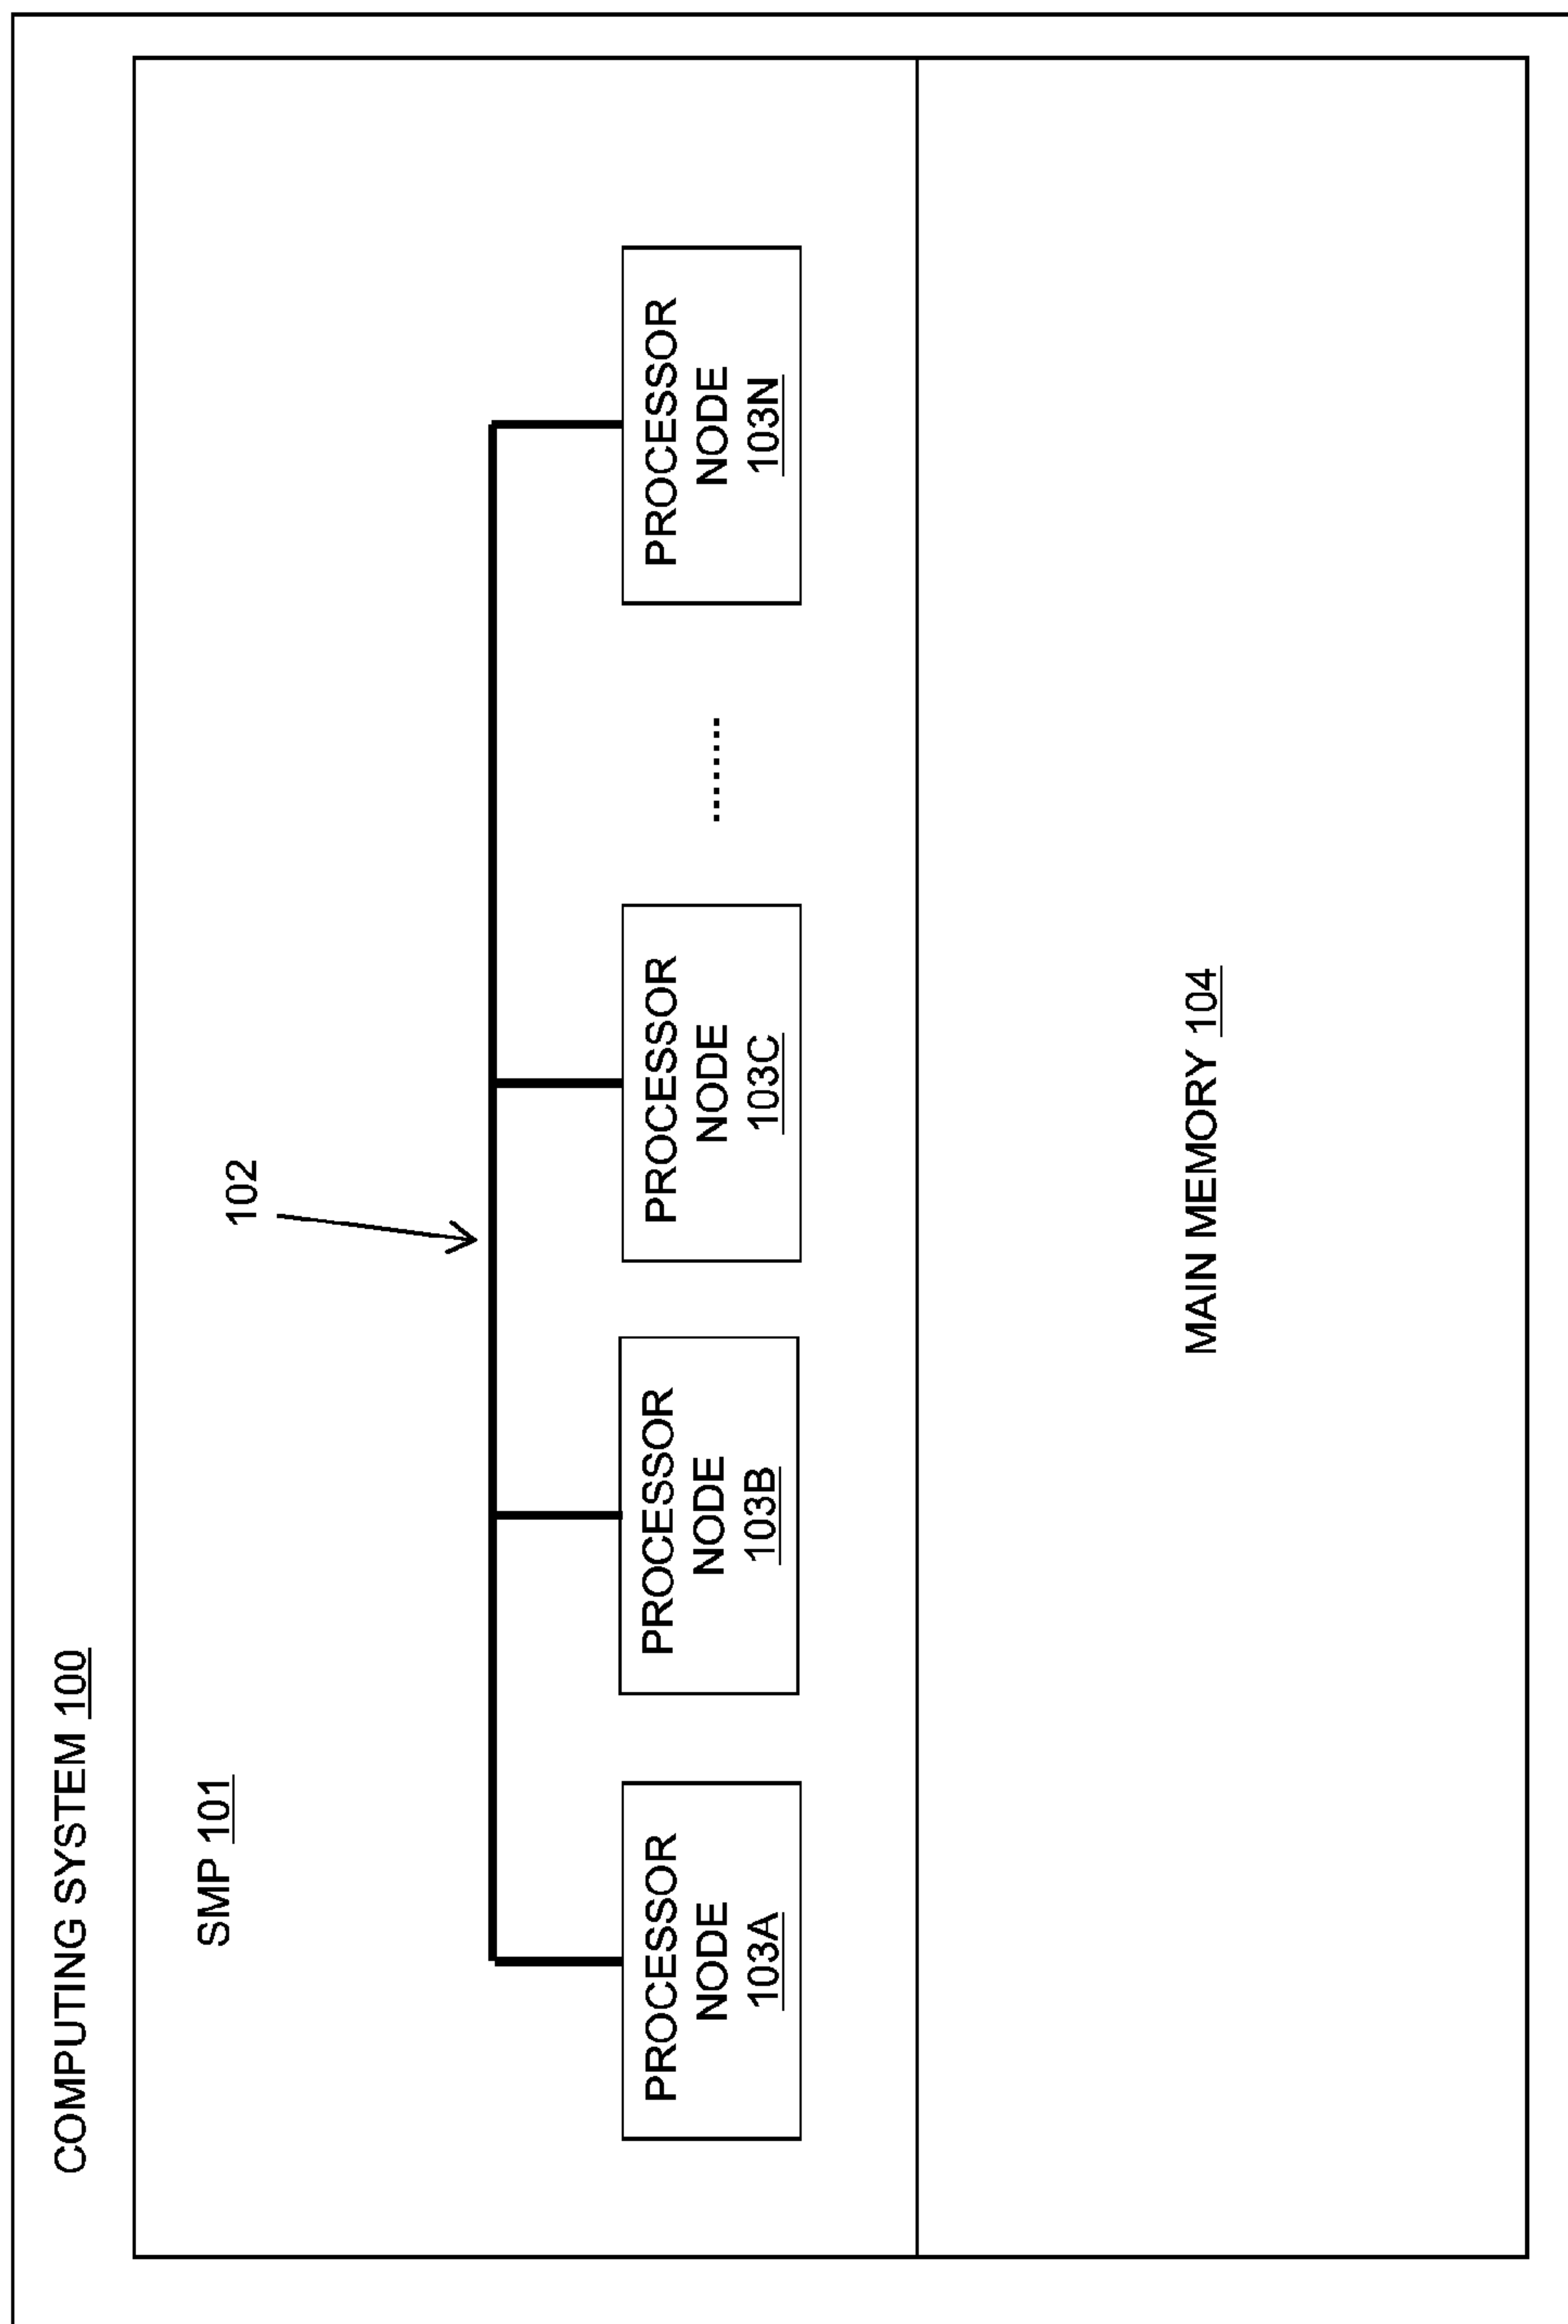 COMPUTING SYSTEM 100
SMP 101
102
PROCESSOR
NODE
103A
PROCESSOR
NODE
103B
PROCESSOR
NODE
103C
........
PROCESSOR
NODE
103N
MAIN MEMORY 104